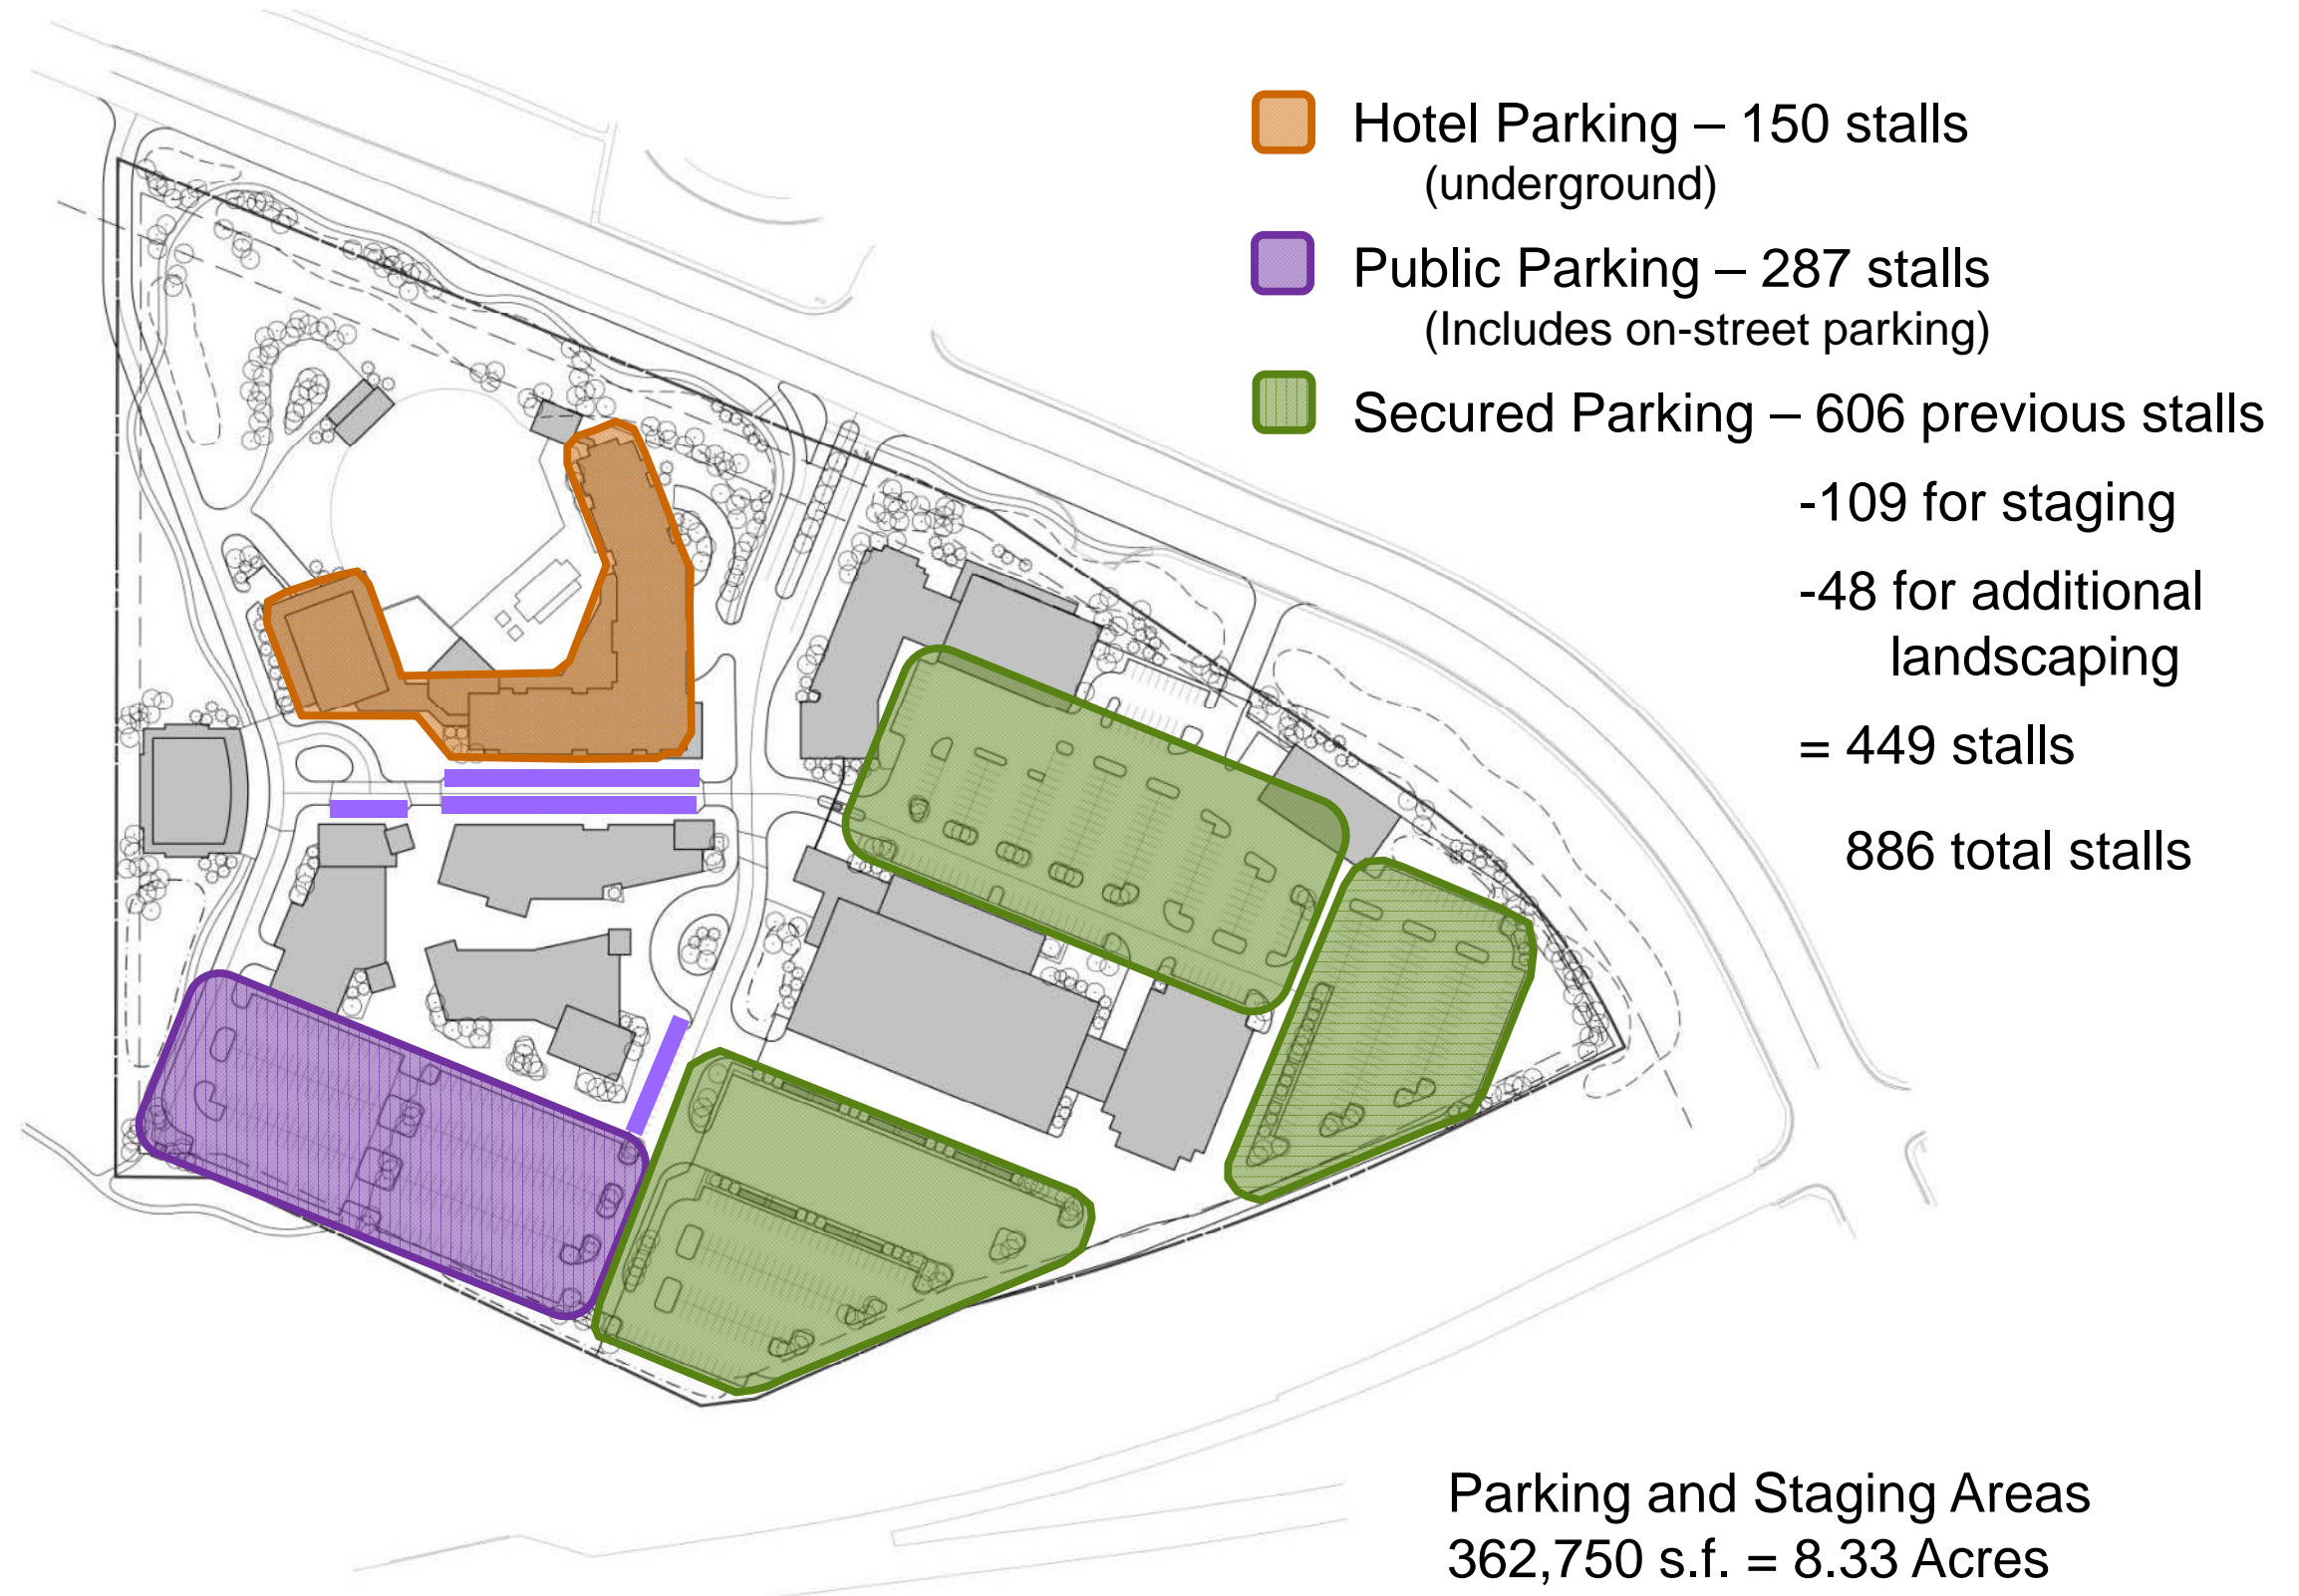 Hotel Parking – 150 stalls
(underground)
Public Parking – 287 stalls
(Includes on-street parking)
Secured Parking – 606 previous stalls
-109 for staging
-48 for additional
landscaping
= 449 stalls
886 total stalls
Parking and Staging Areas
362,750 s.f. = 8.33 Acres